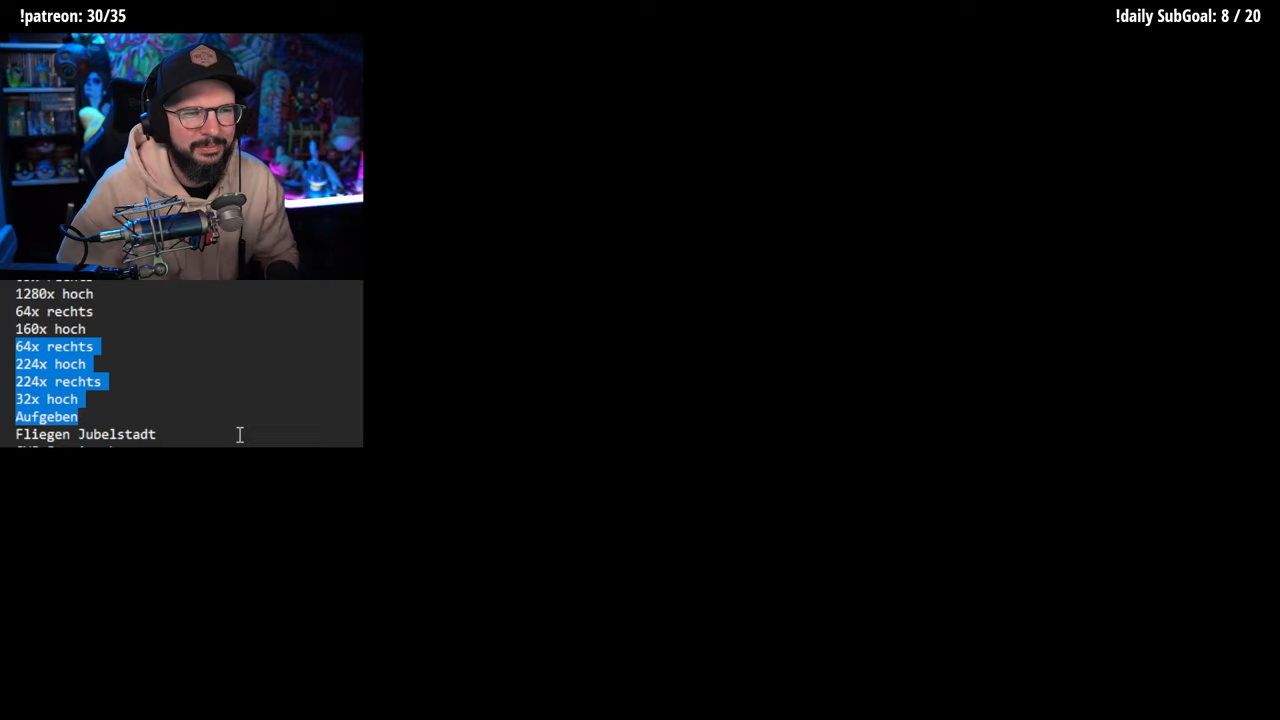 !patreon: 30/35
!daily SubGoal: 8 / 20
1280x hoch
64x rechts
160x hoch
64x rechts
224x hoch
224x rechts
32x hoch
Aufgeben
Fliegen Jubelstadt